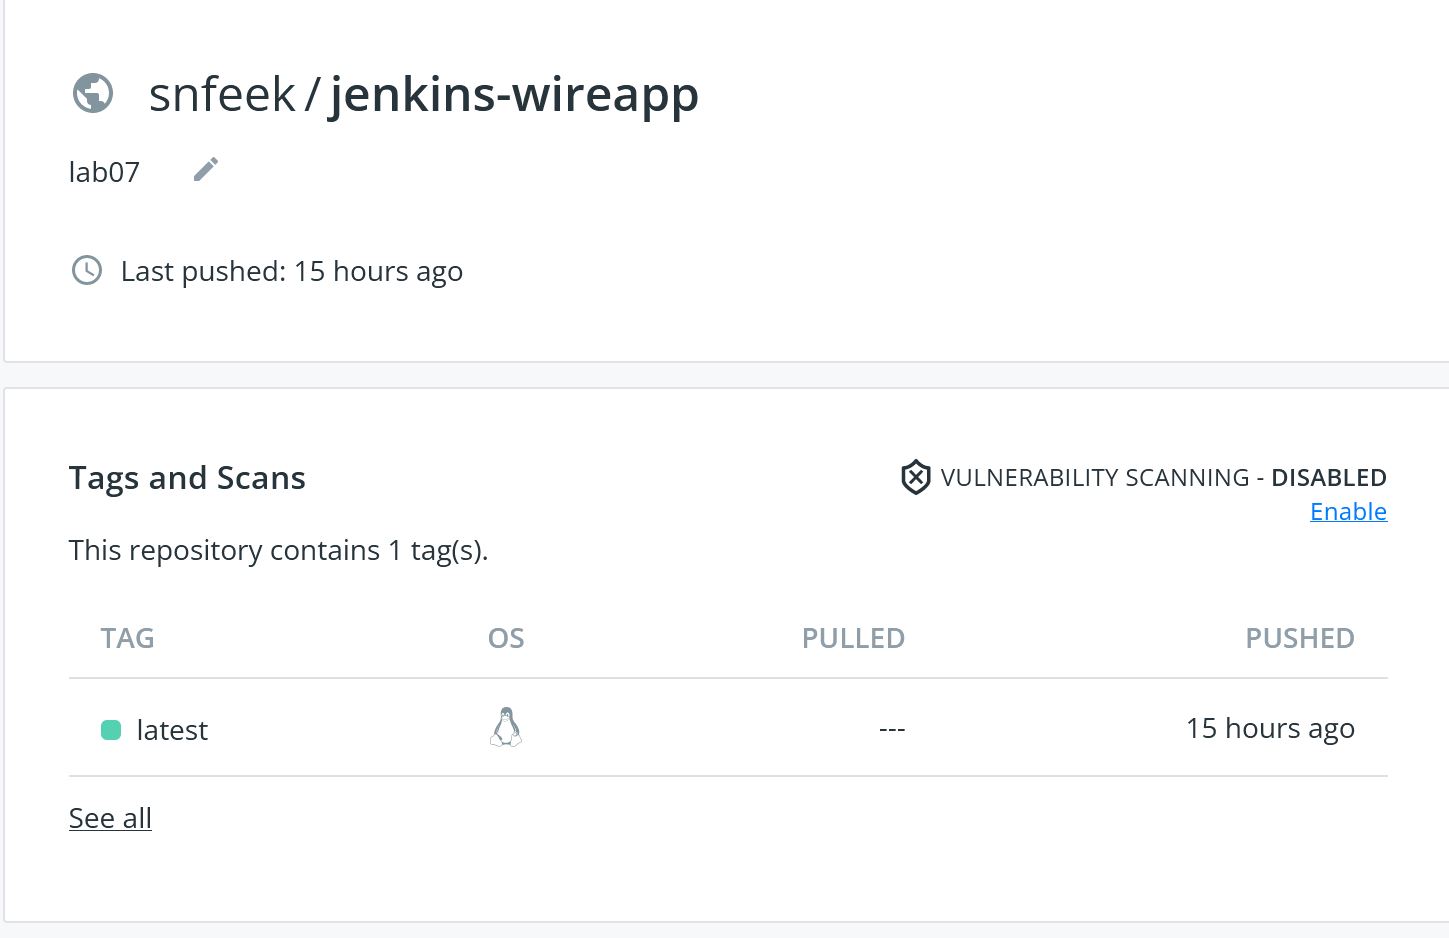 snfeek / jenkins-wireapp
lab07
Last pushed: 15 hours ago
Tags and Scans
VULNERABILITY SCANNING - DISABLED
Enable
This repository contains 1 tag(s).
TAG OS PULLED PUSHED
latest --- 15 hours ago
See all